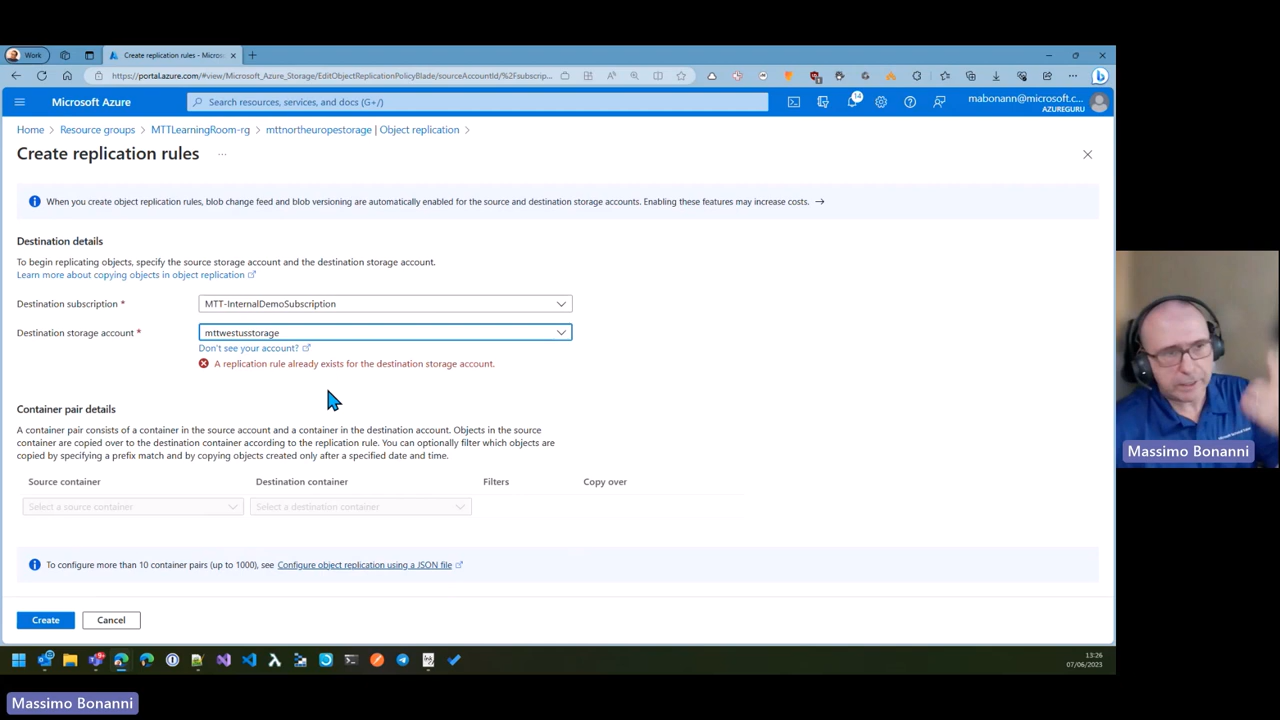 Work
Create replication rules - Micros
https://portal.azure.com/#view/Microsoft_Azure_Storage/EditObjectReplicationPolicyBlade/sourceAccountId/%2Fsubscrip...
Microsoft Azure
Search resources, services, and docs (G+/)
14
mabonann@microsoft.c...
AZUREGURU
Home > Resource groups > MTTLearningRoom-rg > mttnortheuropestorage | Object replication >
Create replication rules ...
When you create object replication rules, blob change feed and blob versioning are automatically enabled for the source and destination storage accounts. Enabling these features may increase costs. →
Destination details
To begin replicating objects, specify the source storage account and the destination storage account.
Learn more about copying objects in object replication
Destination subscription *
MTT-InternalDemoSubscription
Destination storage account *
mttwestusstorage
Don't see your account?
A replication rule already exists for the destination storage account.
Container pair details
A container pair consists of a container in the source account and a container in the destination account. Objects in the source
container are copied over to the destination container according to the replication rule. You can optionally filter which objects are
copied by specifying a prefix match and by copying objects created only after a specified date and time.
Source container Destination container Filters Copy over
Select a source container Select a destination container
To configure more than 10 container pairs (up to 1000), see Configure object replication using a JSON file
Create Cancel
13:26
07/06/2023
Massimo Bonanni
Massimo Bonanni